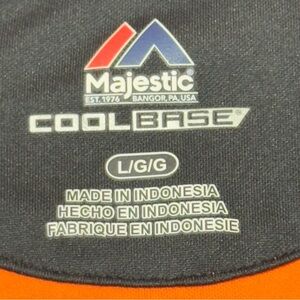 Majestic®
EST. 1976 BANGOR, PA, USA
COOLBASE
L/G/G
MADE IN INDONESIA
HECHO EN INDONESIA
FABRIQUE EN INDONESIE